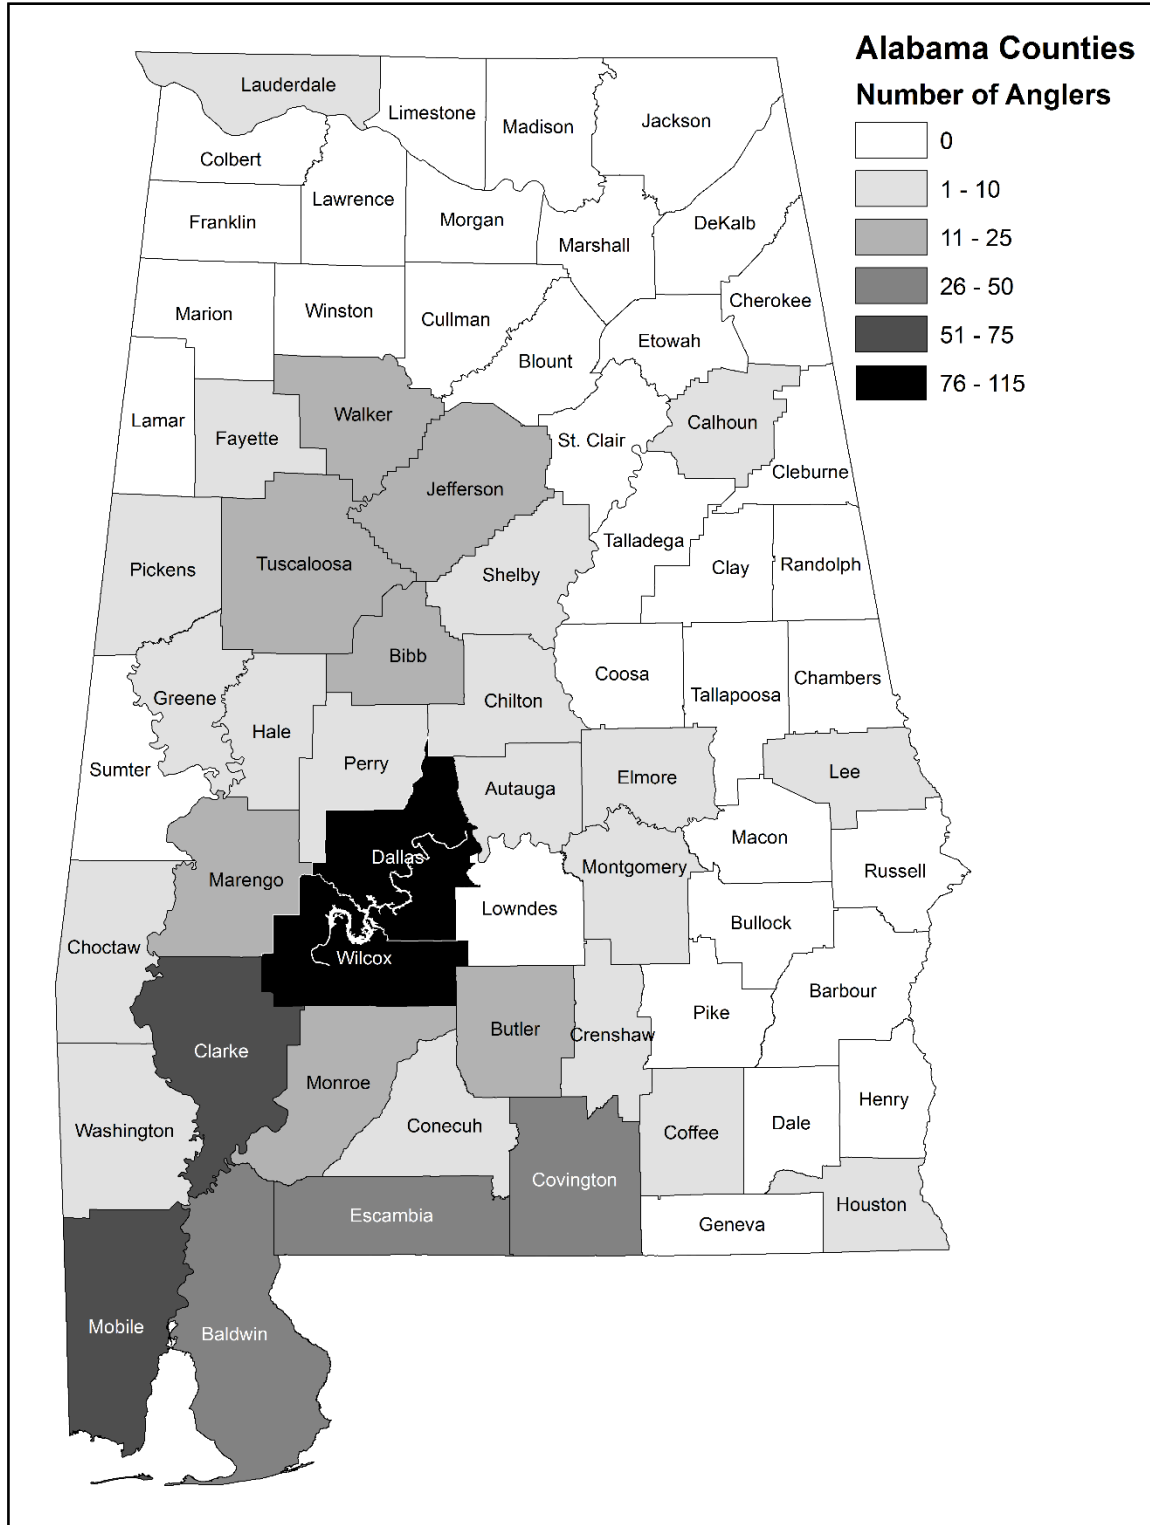 Alabama Counties
Number of Anglers
0
1 - 10
11 - 25
26 - 50
51 - 75
76 - 115
Lauderdale
Limestone
Madison
Jackson
Colbert
Lawrence
Franklin
Morgan
Marshall
DeKalb
Cherokee
Marion
Winston
Cullman
Blount
Etowah
Lamar
Fayette
Walker
Jefferson
St. Clair
Calhoun
Cleburne
Pickens
Tuscaloosa
Shelby
Talladega
Clay
Randolph
Bibb
Greene
Hale
Chilton
Coosa
Tallapoosa
Chambers
Sumter
Perry
Autauga
Elmore
Lee
Macon
Marengo
Dallas
Montgomery
Russell
Lowndes
Bullock
Choctaw
Wilcox
Barbour
Pike
Clarke
Butler
Crenshaw
Monroe
Henry
Washington
Conecuh
Coffee
Dale
Covington
Escambia
Houston
Geneva
Mobile
Baldwin